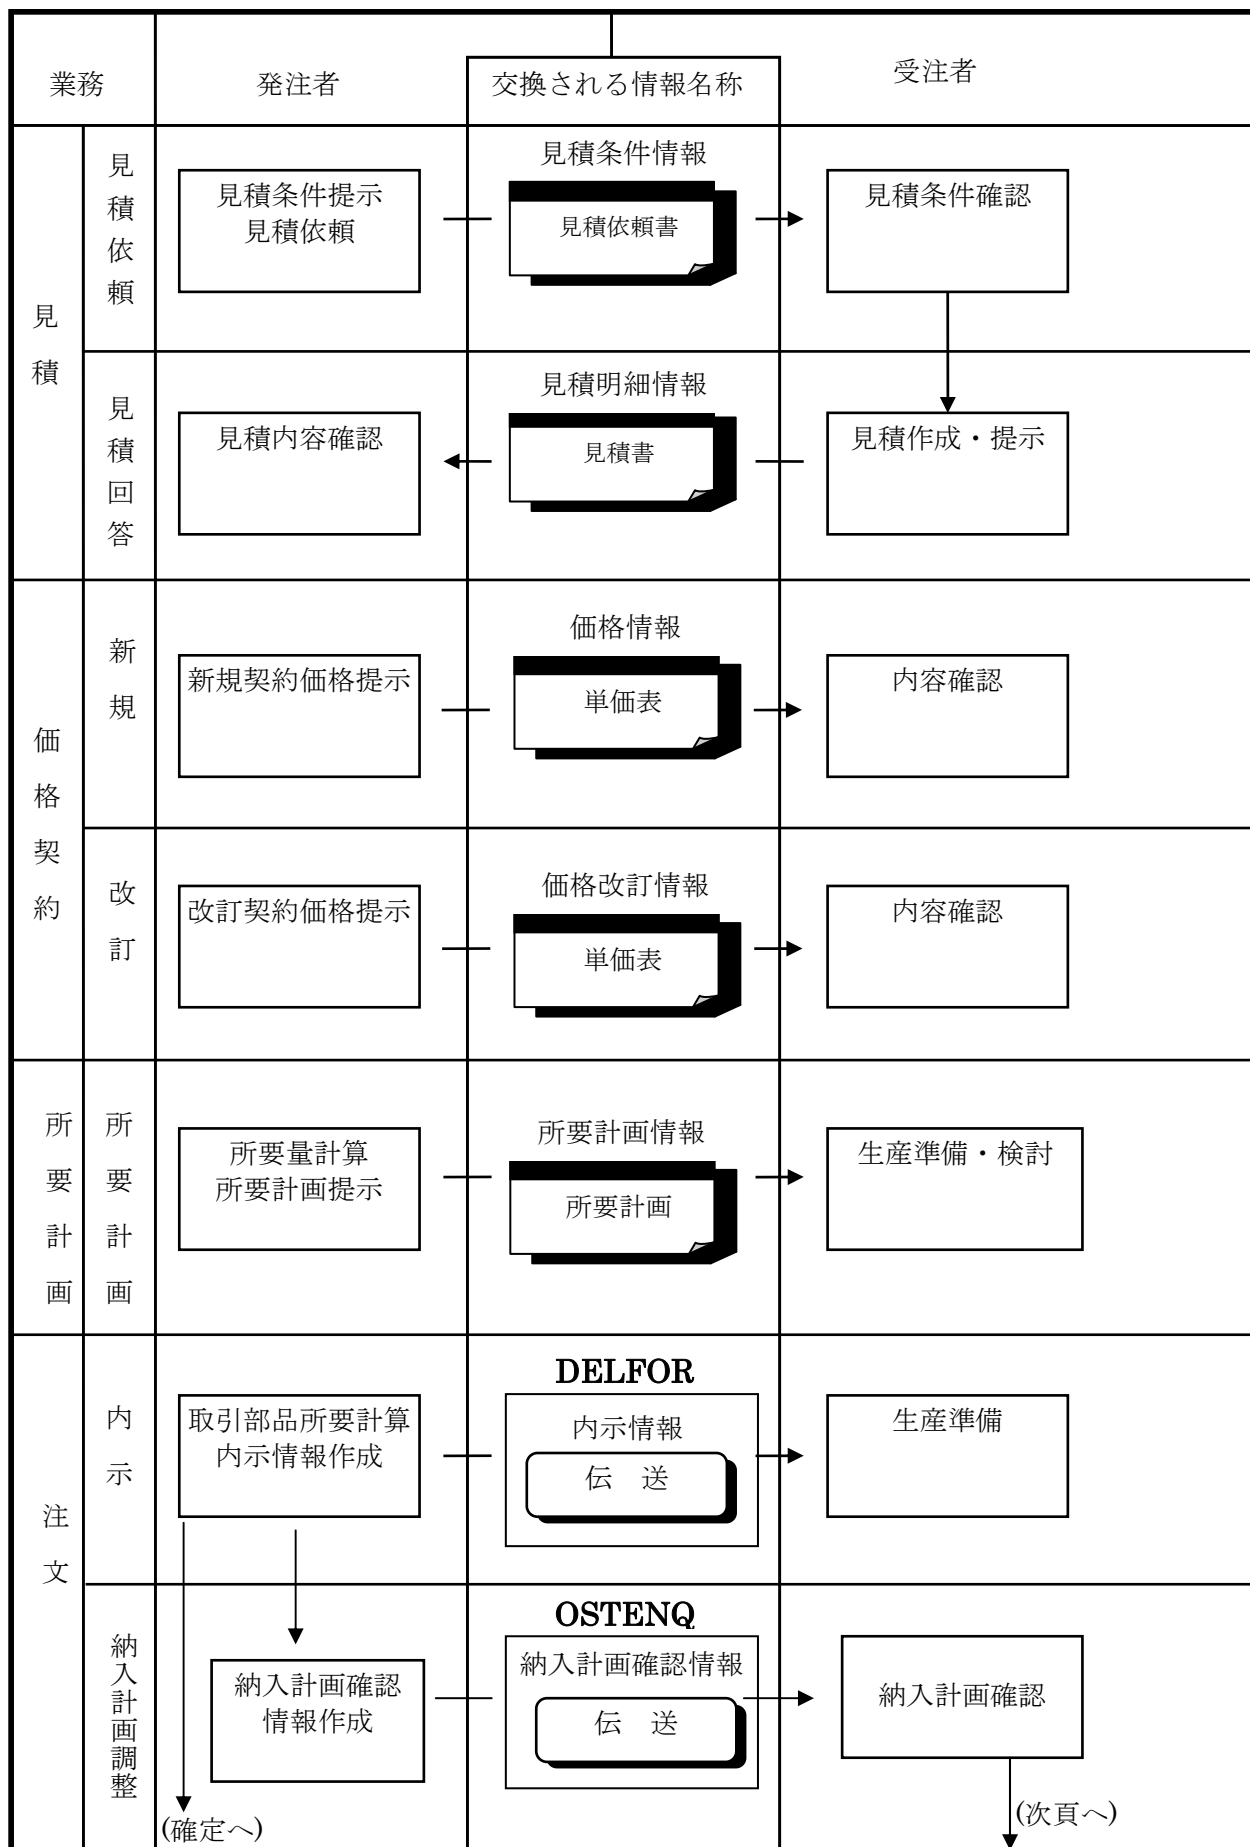 業務
発注者
交換される情報名称
受注者
見積
見積依頼
見積条件提示
見積依頼
見積条件情報
見積依頼書
見積条件確認
見積回答
見積内容確認
見積明細情報
見積書
見積作成・提示
価格契約
新規
新規契約価格提示
価格情報
単価表
内容確認
改訂
改訂契約価格提示
価格改訂情報
単価表
内容確認
所要計画
所要計画
所要量計算
所要計画提示
所要計画情報
所要計画
生産準備・検討
注文
内示
取引部品所要計算
内示情報作成
DELFOR
内示情報
伝　送
生産準備
納入計画調整
納入計画確認
情報作成
OSTENQ
納入計画確認情報
伝　送
納入計画確認
(確定へ)
(次頁へ)